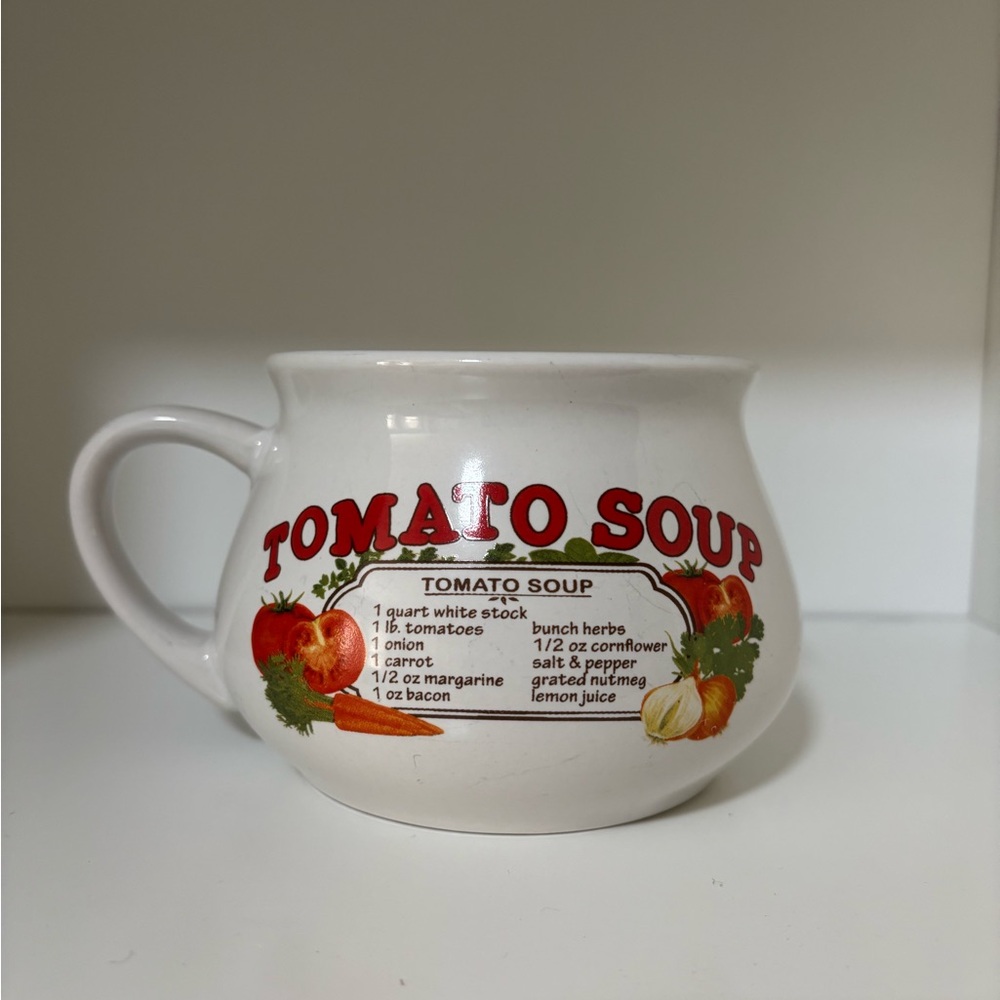 TOMATO SOUP
TOMATO SOUP
1 quart white stock
1 lb. tomatoes
1 onion
1 carrot
1/2 oz margarine
1 oz bacon
bunch herbs
1/2 oz cornflower
salt & pepper
grated nutmeg
lemon juice